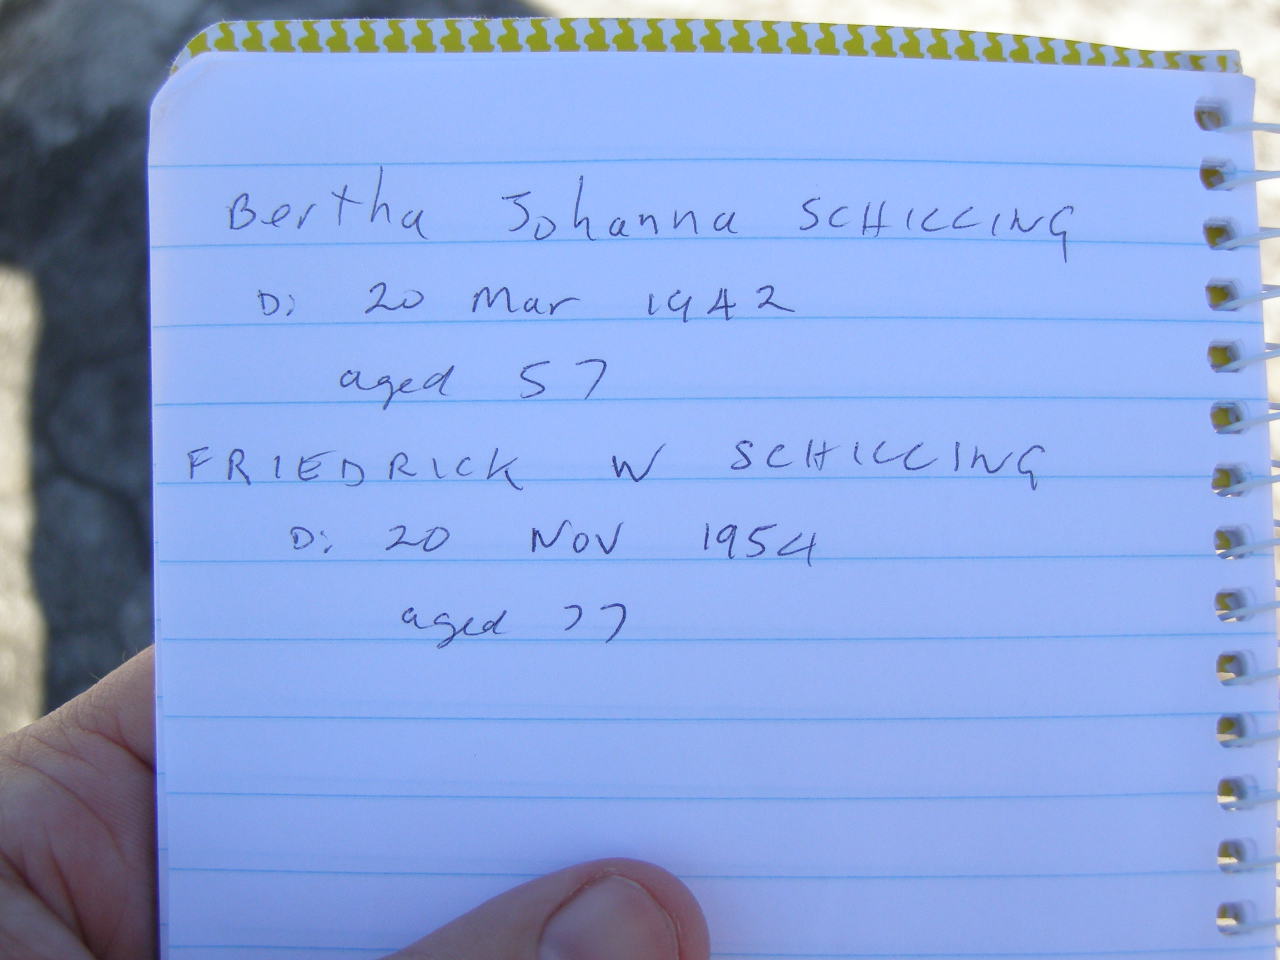 Bertha Johanna SCHILLING
D: 20 Mar 1942
aged 57
FRIEDRICK W SCHILLING
D: 20 Nov 1954
aged 77